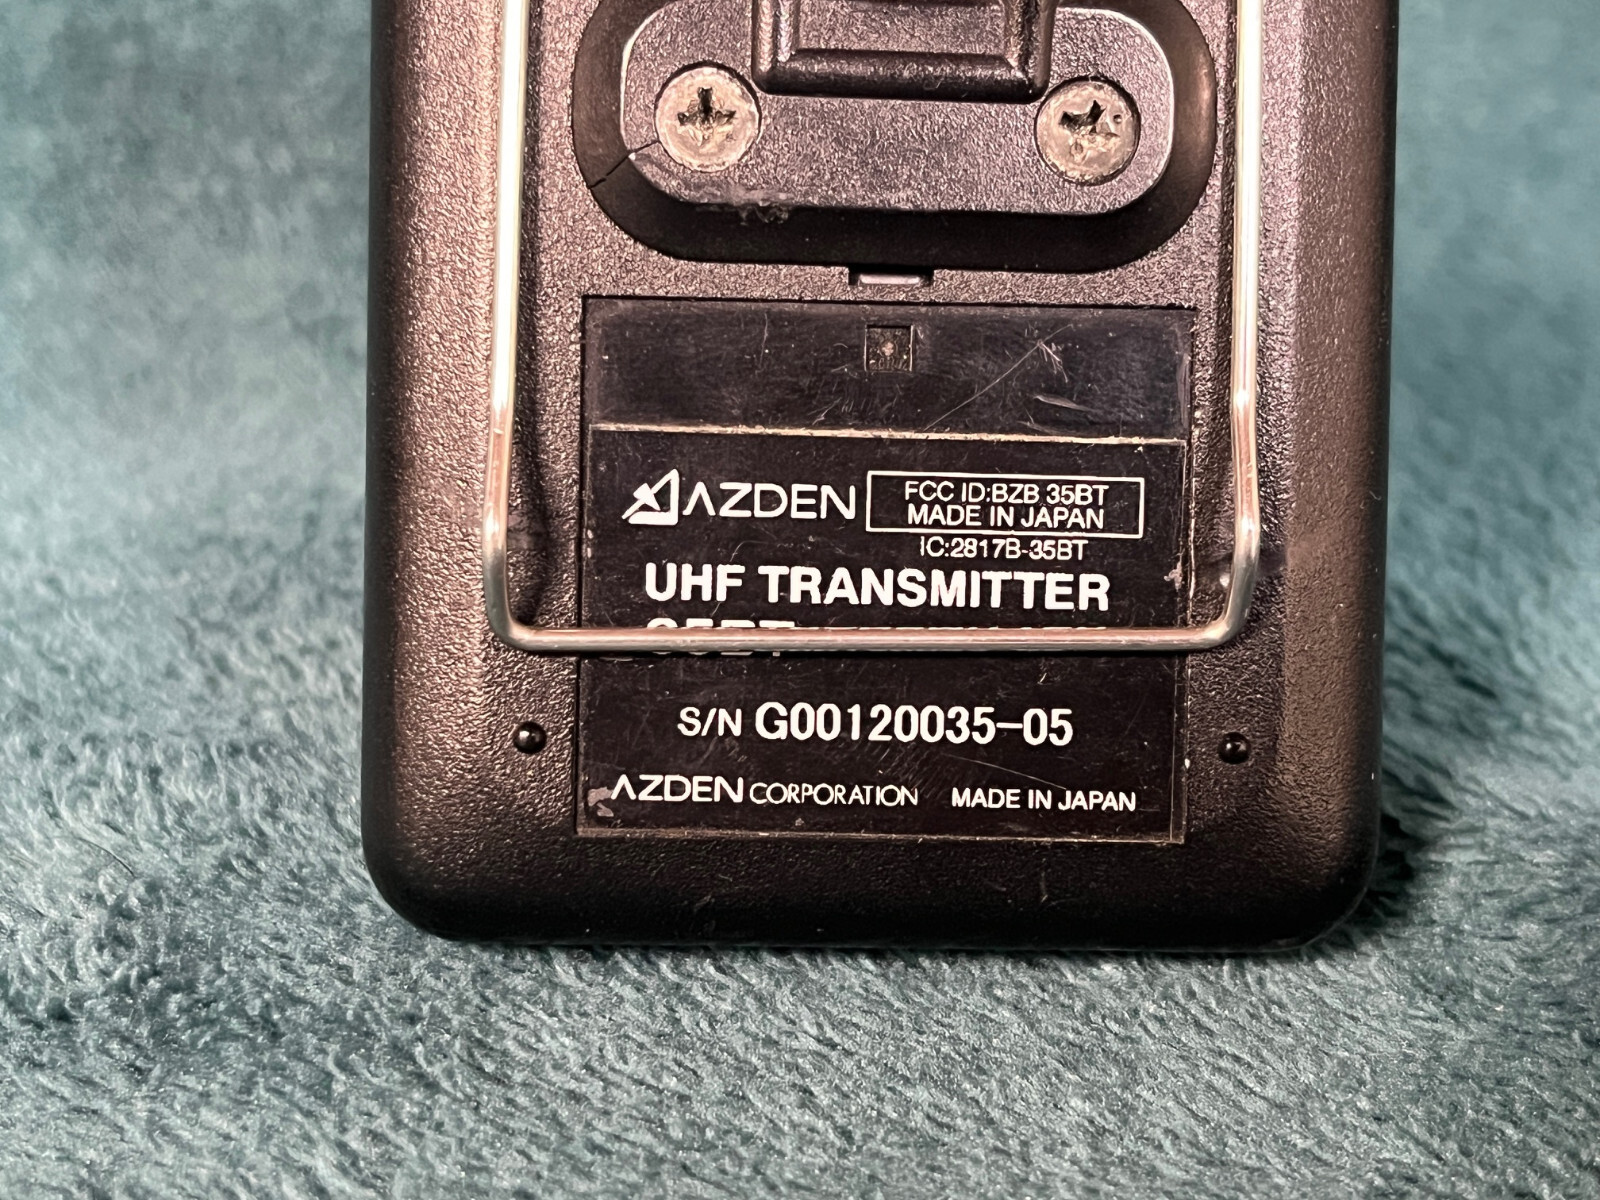 AZDEN
FCC ID:BZB 35BT
MADE IN JAPAN
IC:2817B-35BT
UHF TRANSMITTER
S/N G00120035-05
AZDEN CORPORATION MADE IN JAPAN